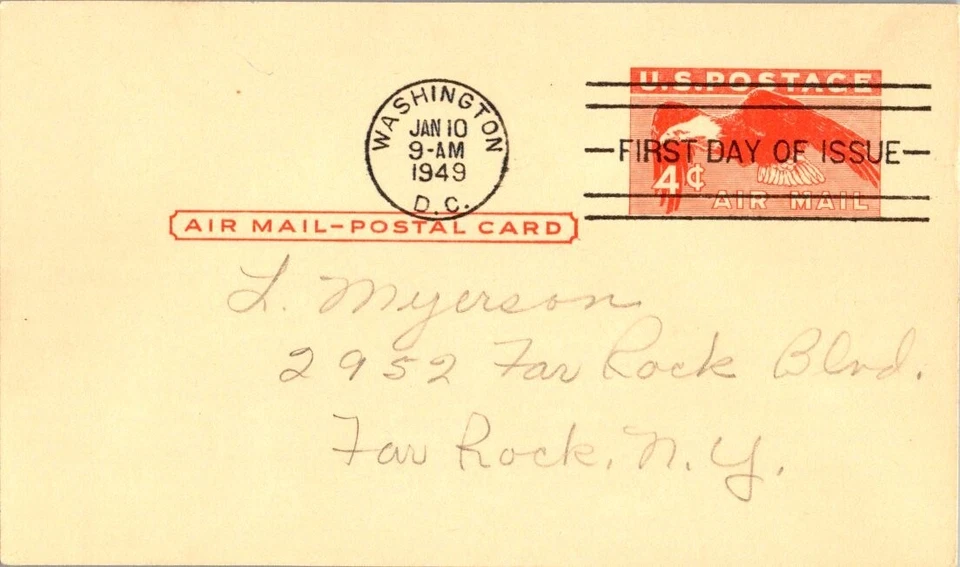 U.S. POSTAGE
WASHINGTON
JAN 10
9-AM
1949
D.C.
FIRST DAY OF ISSUE
4¢
AIR MAIL
AIR MAIL-POSTAL CARD
L. Myerson
2952 Far Rock Blvd.
Far Rock, N.Y.